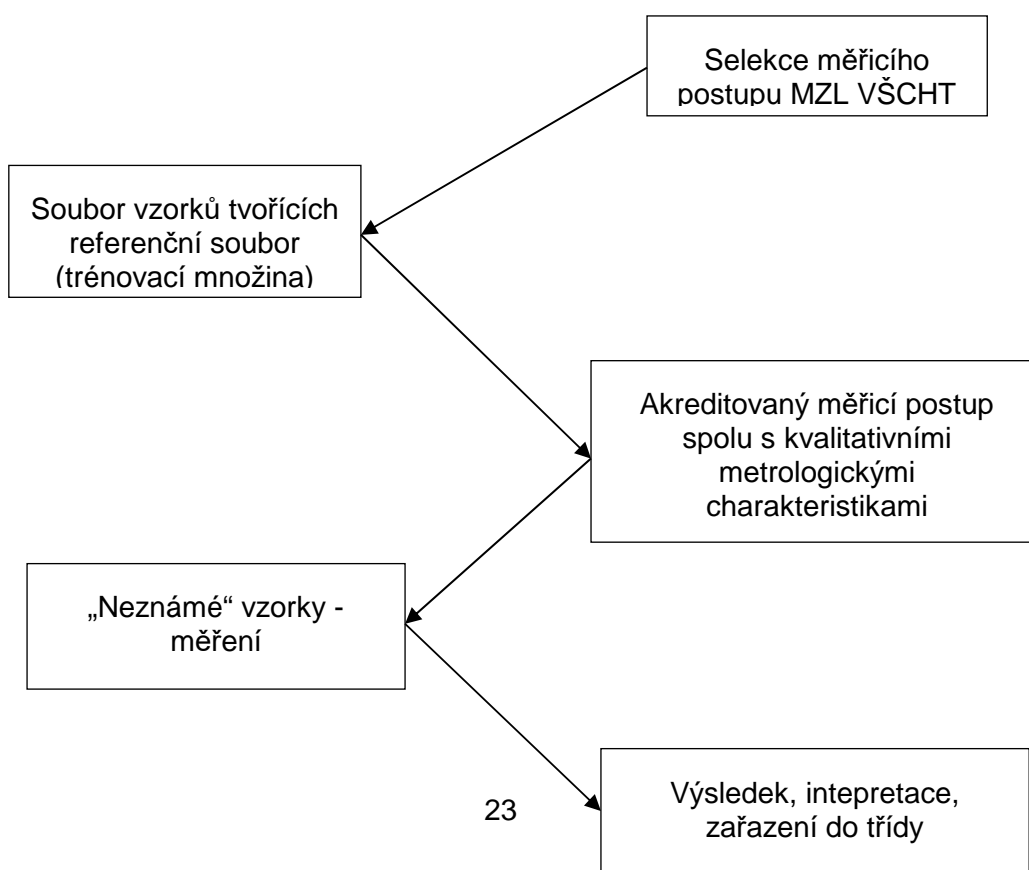 Selekce měřicího
postupu MZL VŠCHT
Soubor vzorků tvořících
referenční soubor
(trénovací množina)
Akreditovaný měřicí postup
spolu s kvalitativními
metrologickými
charakteristikami
„Neznámé“ vzorky -
měření
Výsledek, intepretace,
zařazení do třídy
23